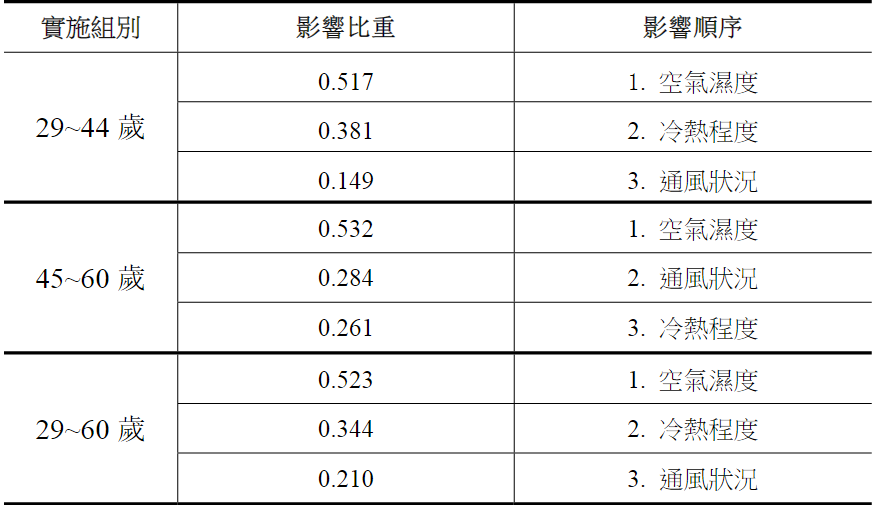 實施組別 影響比重 影響順序
29~44 歲
0.517 1. 空氣濕度
0.381 2. 冷熱程度
0.149 3. 通風狀況
45~60 歲
0.532 1. 空氣濕度
0.284 2. 通風狀況
0.261 3. 冷熱程度
29~60 歲
0.523 1. 空氣濕度
0.344 2. 冷熱程度
0.210 3. 通風狀況